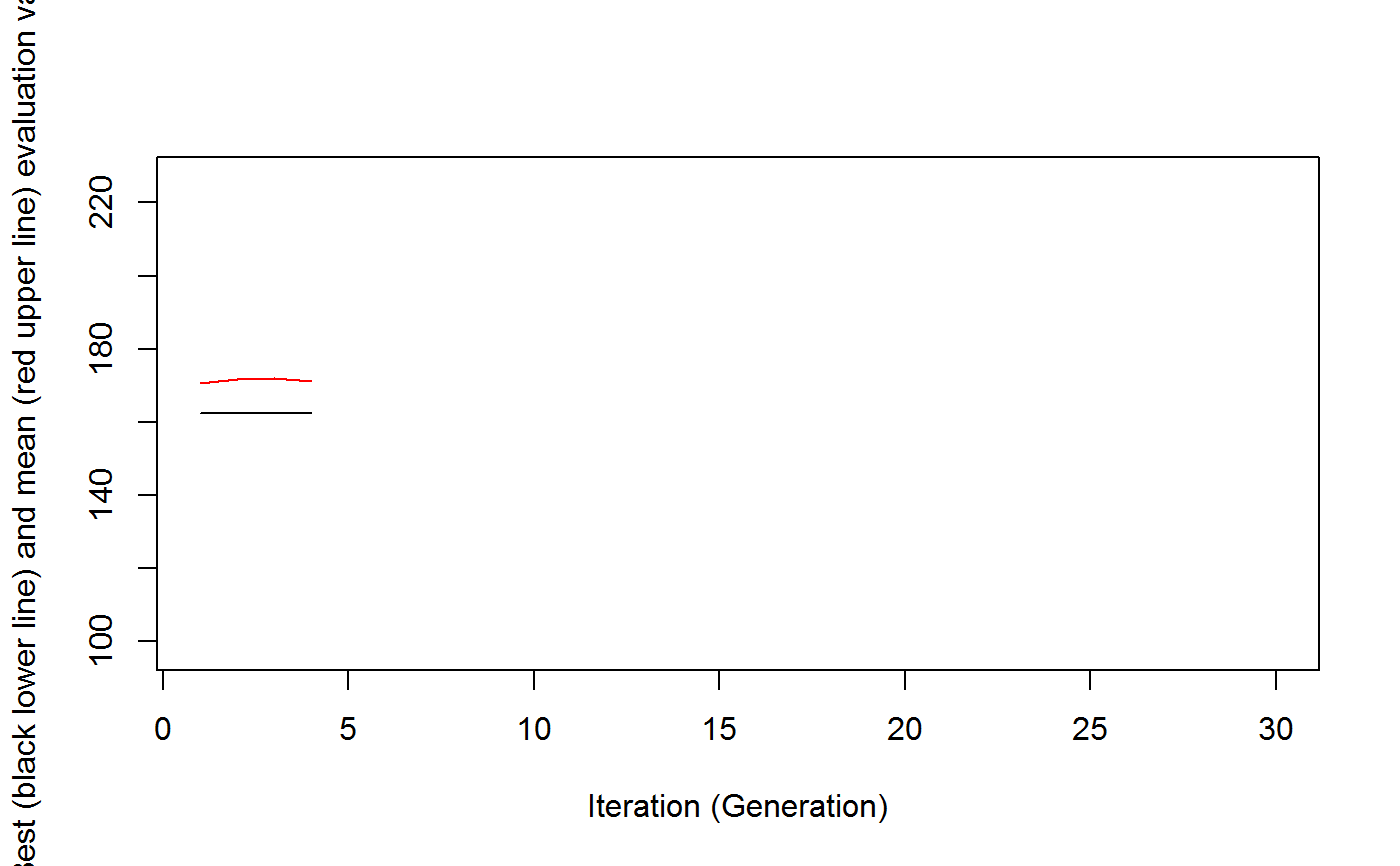 Best (black lower line) and mean (red upper line) evaluation va
220
180
140
100
0 5 10 15 20 25 30
Iteration (Generation)